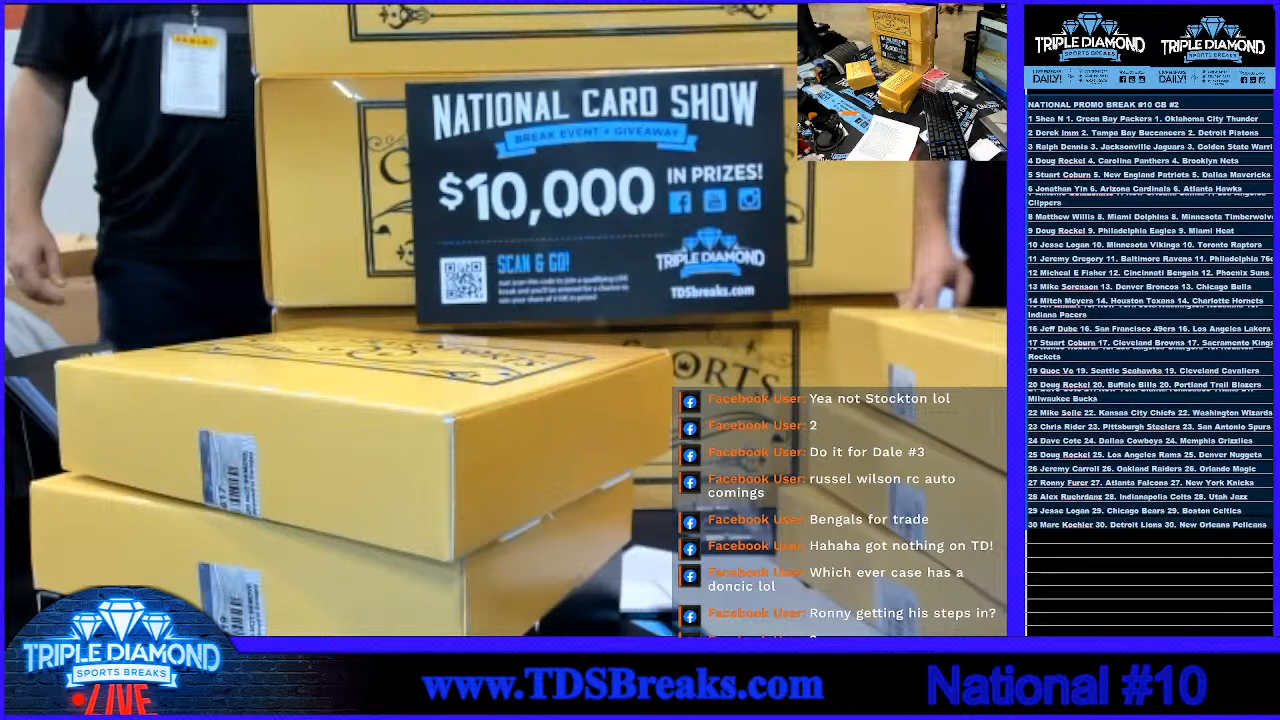 NATIONAL CARD SHOW
BREAK EVENT + GIVEAWAY
$10,000
IN PRIZES!
SCAN & GO!
TRIPLE DIAMOND
TDSbreaks.com
ORTS
Facebook User: Yea not Stockton lol
Facebook User: 2
Facebook User: Do it for Dale #3
Facebook User: russel wilson rc auto
comings
Facebook User: Bengals for trade
Facebook User: Hahaha got nothing on TD!
Facebook User: Which ever case has a
doncic lol
Facebook User: Ronny getting his steps in?
TRIPLE DIAMOND
SPORTS BREAKS
LIVE
www.TDSBreaks.com
National #10
TRIPLE DIAMOND
SPORTS BREAKS
TRIPLE DIAMOND
SPORTS BREAKS
DAILY!
DAILY!
NATIONAL PROMO BREAK #10 CB #2
1 Shea N 1. Green Bay Packers 1. Oklahoma City Thunder
2 Derek Imm 2. Tampa Bay Buccaneers 2. Detroit Pistons
3 Ralph Dennis 3. Jacksonville Jaguars 3. Golden State Warri
4 Doug Rockel 4. Carolina Panthers 4. Brooklyn Nets
5 Stuart Coburn 5. New England Patriots 5. Dallas Mavericks
6 Jonathan Yin 6. Arizona Cardinals 6. Atlanta Hawks
Clippers
8 Matthew Willis 8. Miami Dolphins 8. Minnesota Timberwolv
9 Doug Rockel 9. Philadelphia Eagles 9. Miami Heat
10 Jesse Logan 10. Minnesota Vikings 10. Toronto Raptors
11 Jeremy Gregory 11. Baltimore Ravens 11. Philadelphia 76e
12 Micheal E Fisher 12. Cincinnati Bengals 12. Phoenix Suns
13 Mike Sorenson 13. Denver Broncos 13. Chicago Bulls
14 Mitch Meyers 14. Houston Texans 14. Charlotte Hornets
Indiana Pacers
16 Jeff Dube 16. San Francisco 49ers 16. Los Angeles Lakers
17 Stuart Coburn 17. Cleveland Browns 17. Sacramento Kings
Rockets
19 Quoc Vo 19. Seattle Seahawks 19. Cleveland Cavaliers
20 Doug Rockel 20. Buffalo Bills 20. Portland Trail Blazers
Milwaukee Bucks
22 Mike Solle 22. Kansas City Chiefs 22. Washington Wizards
23 Chris Rider 23. Pittsburgh Steelers 23. San Antonio Spurs
24 Dave Cote 24. Dallas Cowboys 24. Memphis Grizzlies
25 Doug Rockel 25. Los Angeles Rams 25. Denver Nuggets
26 Jeremy Carroll 26. Oakland Raiders 26. Orlando Magic
27 Ronny Furer 27. Atlanta Falcons 27. New York Knicks
28 Alex Ruehrdanz 28. Indianapolis Colts 28. Utah Jazz
29 Jesse Logan 29. Chicago Bears 29. Boston Celtics
30 Marc Koehler 30. Detroit Lions 30. New Orleans Pelicans